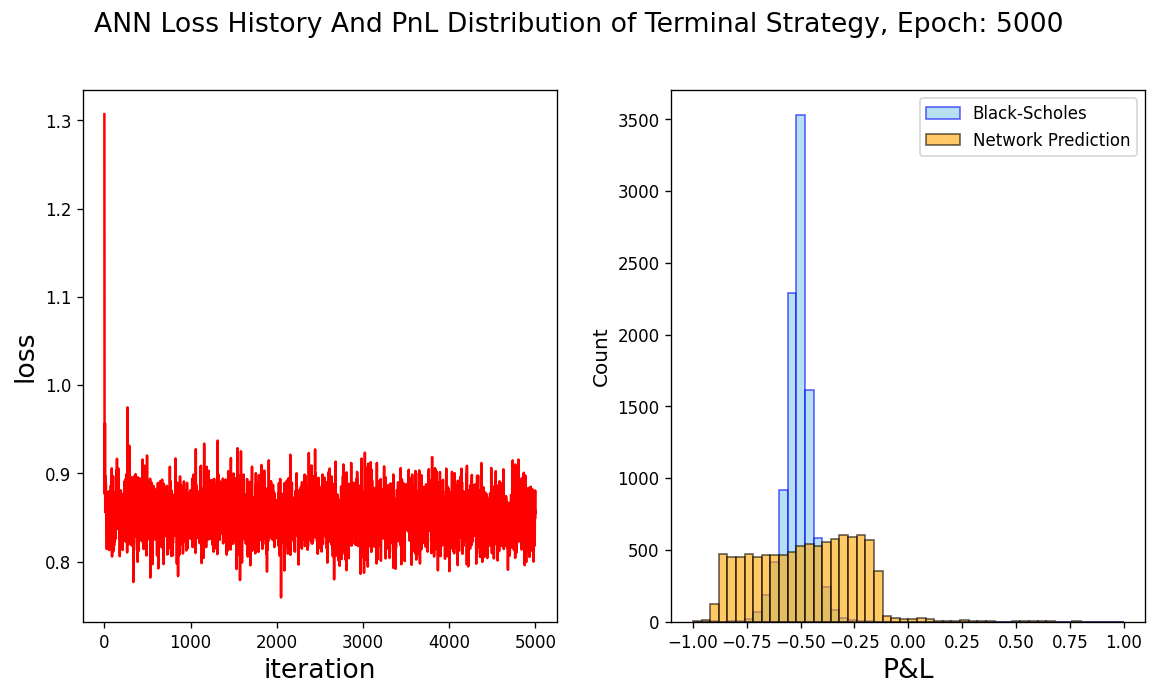 ANN Loss History And PnL Distribution of Terminal Strategy, Epoch: 5000
loss
1.3
1.2
1.1
1.0
0.9
0.8
0 1000 2000 3000 4000 5000
iteration
Count
3500
3000
2500
2000
1500
1000
500
0
−1.00 −0.75 −0.50 −0.25 0.00 0.25 0.50 0.75 1.00
P&L
Black-Scholes
Network Prediction